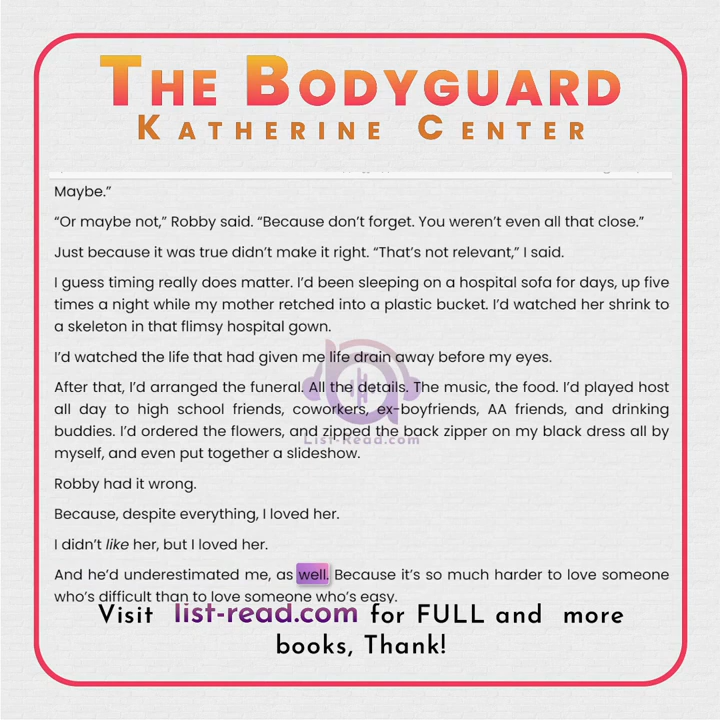 THE BODYGUARD
KATHERINE CENTER
Maybe.”
“Or maybe not,” Robby said. “Because don’t forget. You weren’t even all that close.”
Just because it was true didn’t make it right. “That’s not relevant,” I said.
I guess timing really does matter. I’d been sleeping on a hospital sofa for days, up five
times a night while my mother retched into a plastic bucket. I’d watched her shrink to
a skeleton in that flimsy hospital gown.
I’d watched the life that had given me life drain away before my eyes.
After that, I’d arranged the funeral. All the details. The music, the food. I’d played host
all day to high school friends, coworkers, ex-boyfriends, AA friends, and drinking
buddies. I’d ordered the flowers, and zipped the back zipper on my black dress all by
List-Read.com
myself, and even put together a slideshow.
Robby had it wrong.
Because, despite everything, I loved her.
I didn’t like her, but I loved her.
And he’d underestimated me, as well. Because it’s so much harder to love someone
who’s difficult than to love someone who’s easy.
Visit list-read.com for FULL and more
books, Thank!